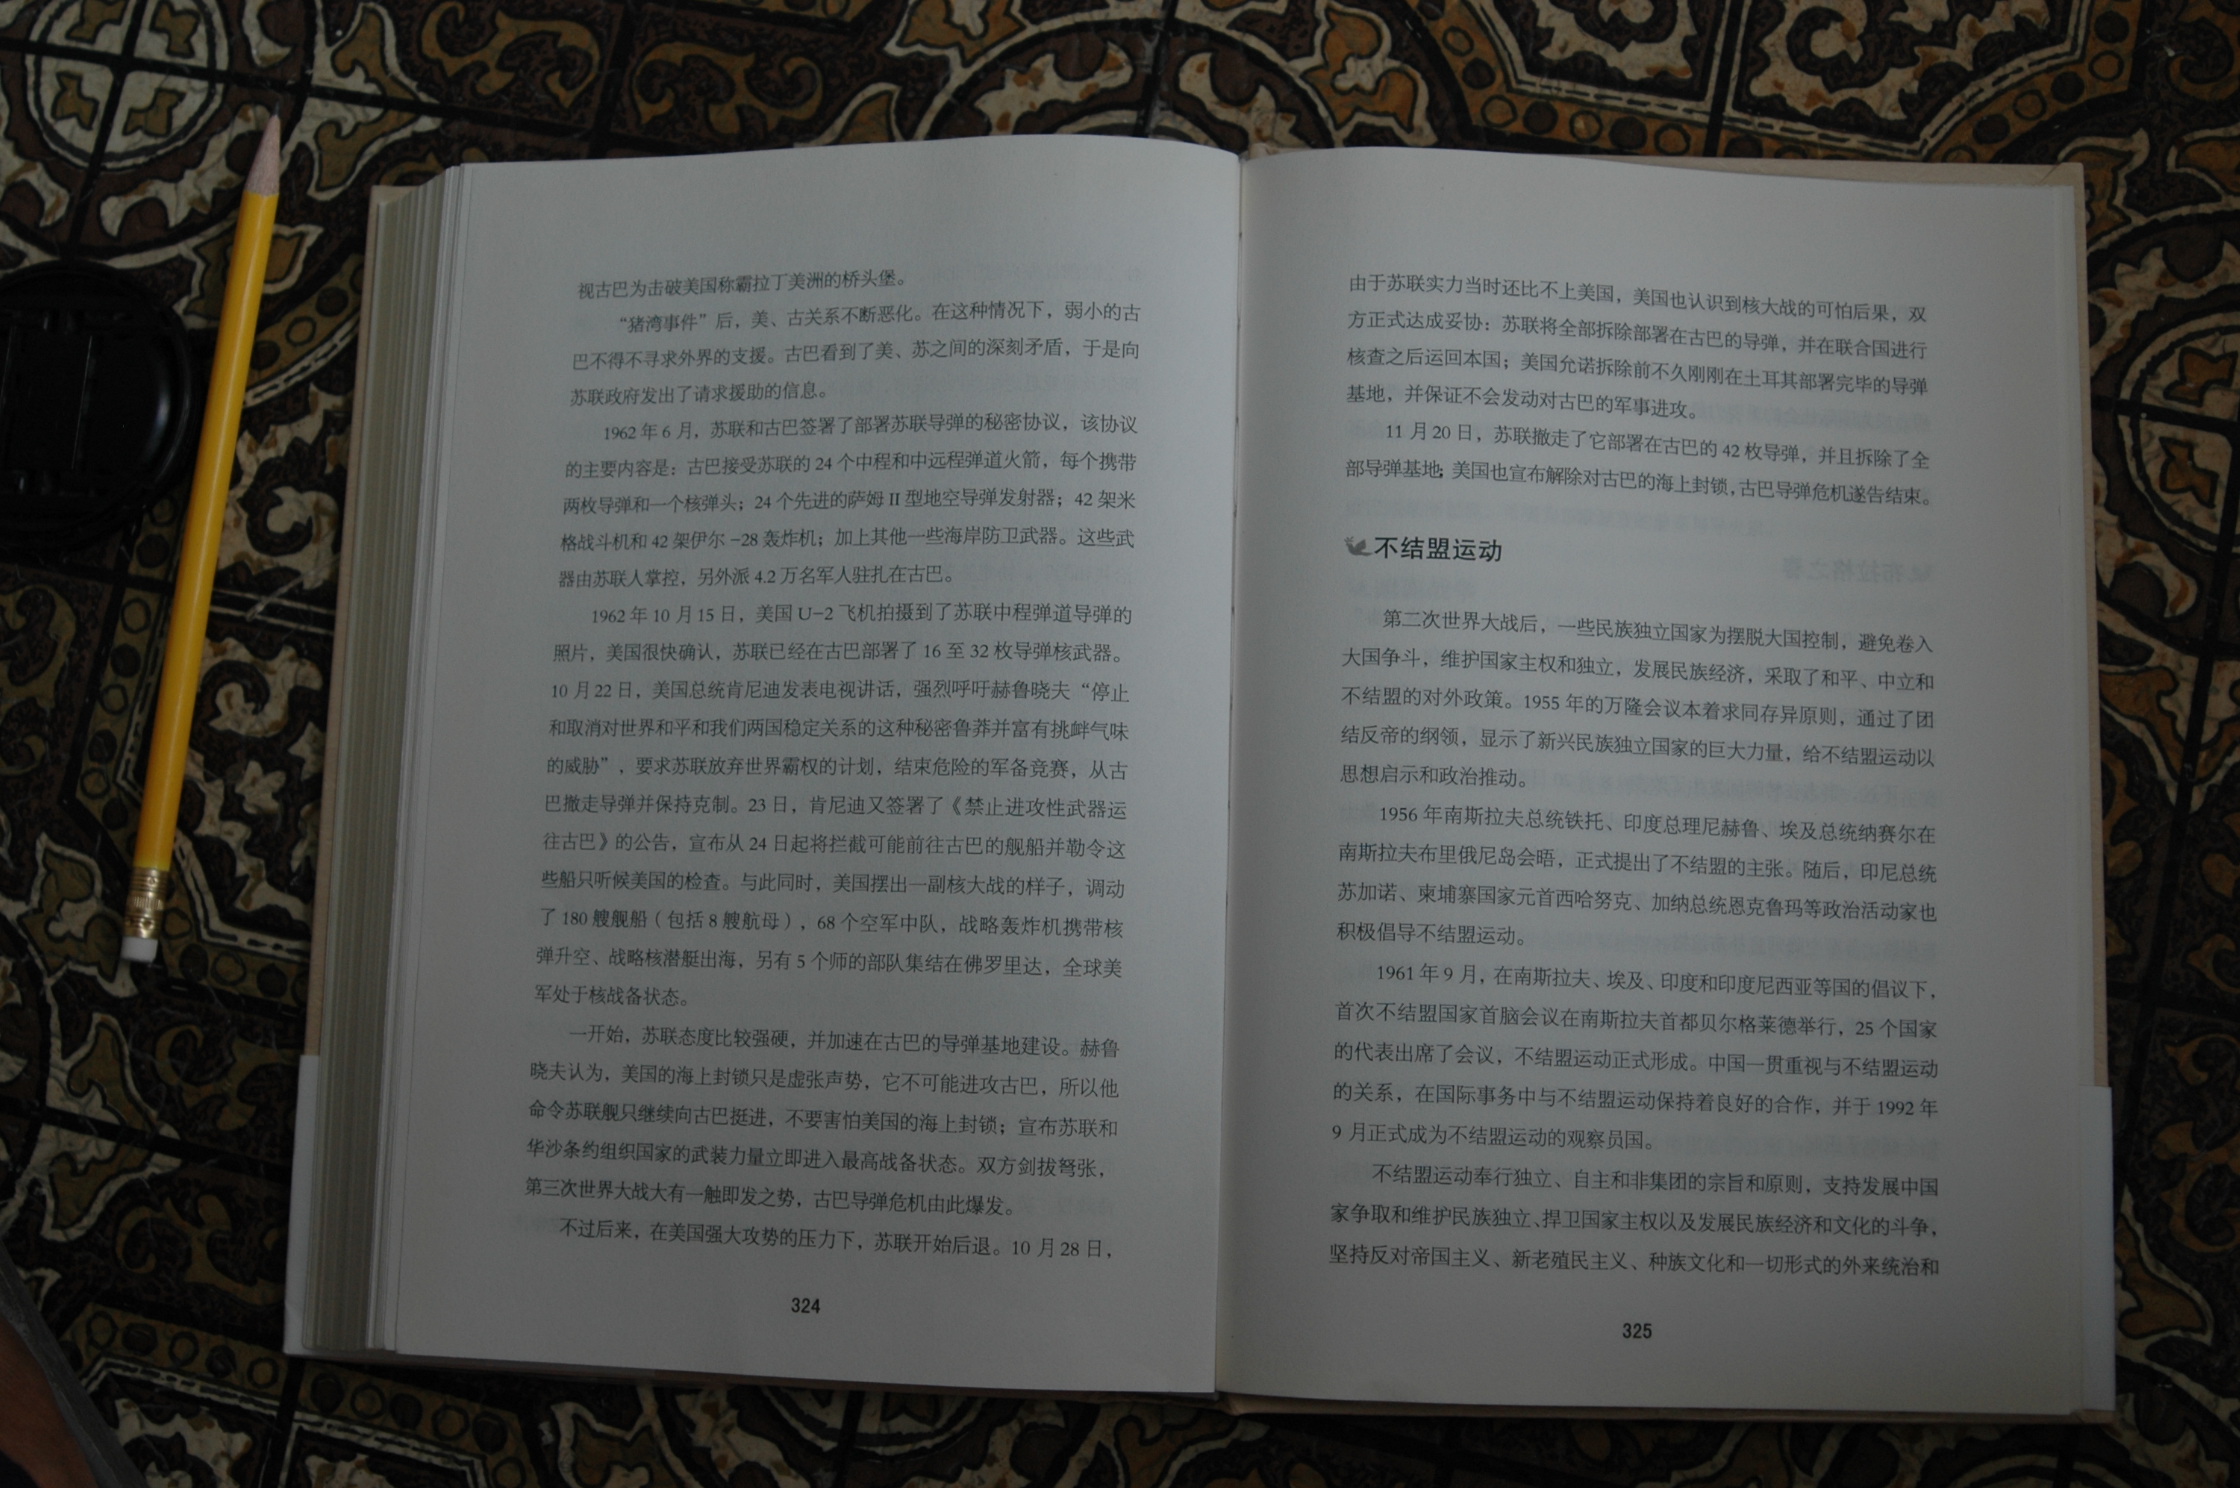 视古巴为击破美国称霸拉丁美洲的桥头堡。
“猪湾事件”后，美、古关系不断恶化。在这种情况下，弱小的古
巴不得不寻求外界的支援。古巴看到了美、苏之间的深刻矛盾，于是向
苏联政府发出了请求援助的信息。
1962 年 6 月，苏联和古巴签署了部署苏联导弹的秘密协议，该协议
的主要内容是：古巴接受苏联的 24 个中程和中远程弹道火箭，每个携带
两枚导弹和一个核弹头；24 个先进的萨姆 II 型地空导弹发射器；42 架米
格战斗机和 42 架伊尔 -28 轰炸机；加上其他一些海岸防卫武器。这些武
器由苏联人掌控，另外派 4.2 万名军人驻扎在古巴。
1962 年 10 月 15 日，美国 U-2 飞机拍摄到了苏联中程弹道导弹的
照片，美国很快确认，苏联已经在古巴部署了 16 至 32 枚导弹核武器。
10 月 22 日，美国总统肯尼迪发表电视讲话，强烈呼吁赫鲁晓夫“停止
和取消对世界和平和我们两国稳定关系的这种秘密鲁莽并富有挑衅气味
的威胁”，要求苏联放弃世界霸权的计划，结束危险的军备竞赛，从古
巴撤走导弹并保持克制。23 日，肯尼迪又签署了《禁止进攻性武器运
往古巴》的公告，宣布从 24 日起将拦截可能前往古巴的舰船并勒令这
些船只听候美国的检查。与此同时，美国摆出一副核大战的样子，调动
了 180 艘舰船（包括 8 艘航母），68 个空军中队，战略轰炸机携带核
弹升空、战略核潜艇出海，另有 5 个师的部队集结在佛罗里达，全球美
军处于核战备状态。
一开始，苏联态度比较强硬，并加速在古巴的导弹基地建设。赫鲁
晓夫认为，美国的海上封锁只是虚张声势，它不可能进攻古巴，所以他
命令苏联舰只继续向古巴挺进，不要害怕美国的海上封锁；宣布苏联和
华沙条约组织国家的武装力量立即进入最高战备状态。双方剑拔弩张，
第三次世界大战大有一触即发之势，古巴导弹危机由此爆发。
不过后来，在美国强大攻势的压力下，苏联开始后退。10 月 28 日，
324
由于苏联实力当时还比不上美国，美国也认识到核大战的可怕后果，双
方正式达成妥协：苏联将全部拆除部署在古巴的导弹，并在联合国进行
核查之后运回本国；美国允诺拆除前不久刚刚在土耳其部署完毕的导弹
基地，并保证不会发动对古巴的军事进攻。
11 月 20 日，苏联撤走了它部署在古巴的 42 枚导弹，并且拆除了全
部导弹基地；美国也宣布解除对古巴的海上封锁，古巴导弹危机遂告结束。
不结盟运动
第二次世界大战后，一些民族独立国家为摆脱大国控制，避免卷入
大国争斗，维护国家主权和独立，发展民族经济，采取了和平、中立和
不结盟的对外政策。1955 年的万隆会议本着求同存异原则，通过了团
结反帝的纲领，显示了新兴民族独立国家的巨大力量，给不结盟运动以
思想启示和政治推动。
1956 年南斯拉夫总统铁托、印度总理尼赫鲁、埃及总统纳赛尔在
南斯拉夫布里俄尼岛会晤，正式提出了不结盟的主张。随后，印尼总统
苏加诺、柬埔寨国家元首西哈努克、加纳总统恩克鲁玛等政治活动家也
积极倡导不结盟运动。
1961 年 9 月，在南斯拉夫、埃及、印度和印度尼西亚等国的倡议下，
首次不结盟国家首脑会议在南斯拉夫首都贝尔格莱德举行，25 个国家
的代表出席了会议，不结盟运动正式形成。中国一贯重视与不结盟运动
的关系，在国际事务中与不结盟运动保持着良好的合作，并于 1992 年
9 月正式成为不结盟运动的观察员国。
不结盟运动奉行独立、自主和非集团的宗旨和原则，支持发展中国
家争取和维护民族独立、捍卫国家主权以及发展民族经济和文化的斗争，
坚持反对帝国主义、新老殖民主义、种族文化和一切形式的外来统治和
325